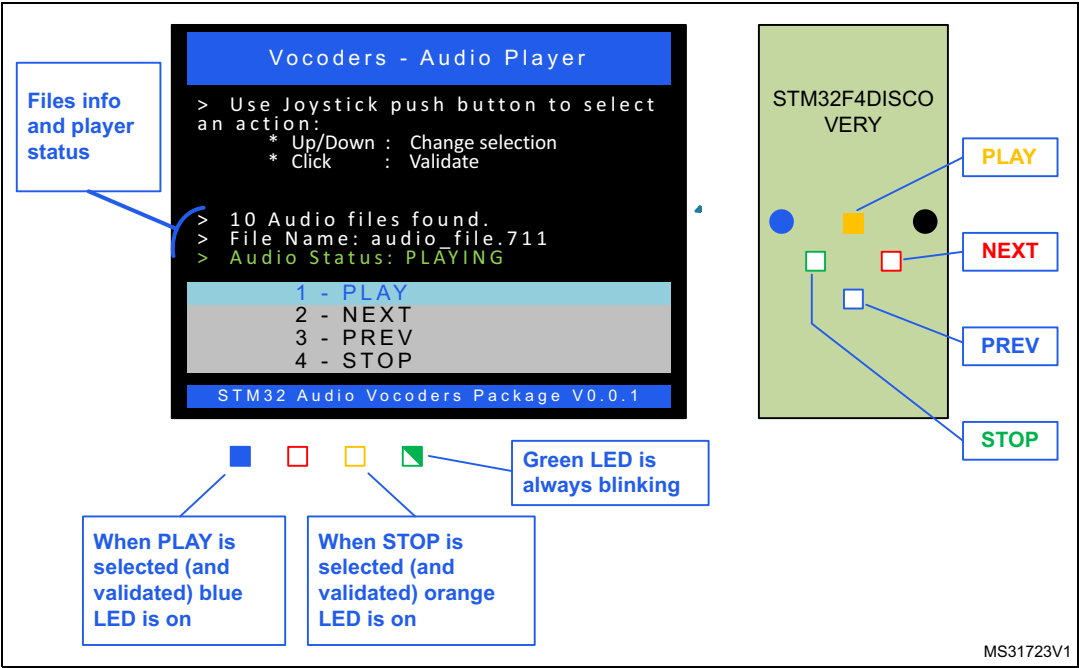 Vocoders - Audio Player
Files info
and player
status
> Use Joystick push button to select
an action:
* Up/Down : Change selection
* Click : Validate
> 10 Audio files found.
> File Name: audio_file.711
> Audio Status: PLAYING
1 - PLAY
2 - NEXT
3 - PREV
4 - STOP
STM32 Audio Vocoders Package V0.0.1
STM32F4DISCO
VERY
PLAY
NEXT
PREV
STOP
Green LED is
always blinking
When PLAY is
selected (and
validated) blue
LED is on
When STOP is
selected (and
validated) orange
LED is on
MS31723V1